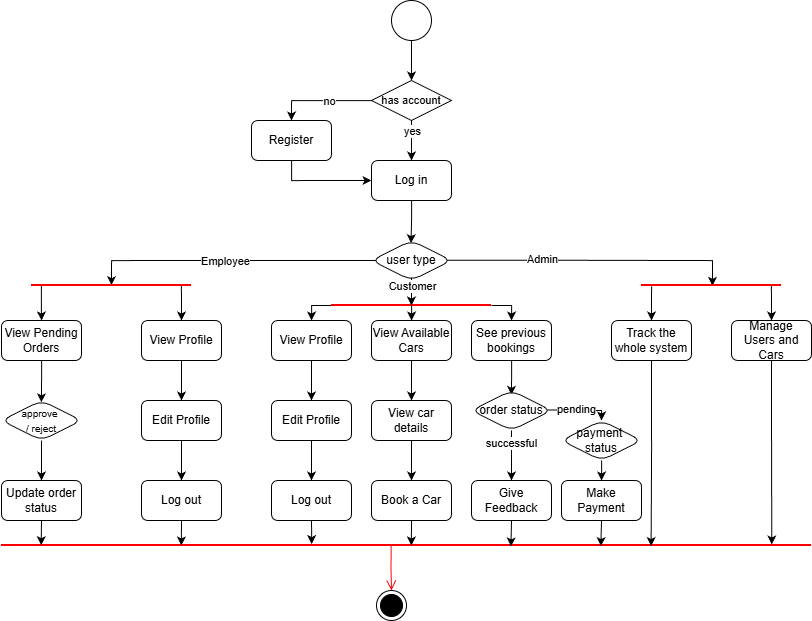 has account
no
yes
Register
Log in
user type
Employee
Admin
Customer
View Pending
Orders
View Profile
View Profile
View Available
Cars
See previous
bookings
Track the
whole system
Manage
Users and
Cars
approve
/ reject
Edit Profile
Edit Profile
View car
details
order status
pending
successful
payment
status
Update order
status
Log out
Log out
Book a Car
Give
Feedback
Make
Payment